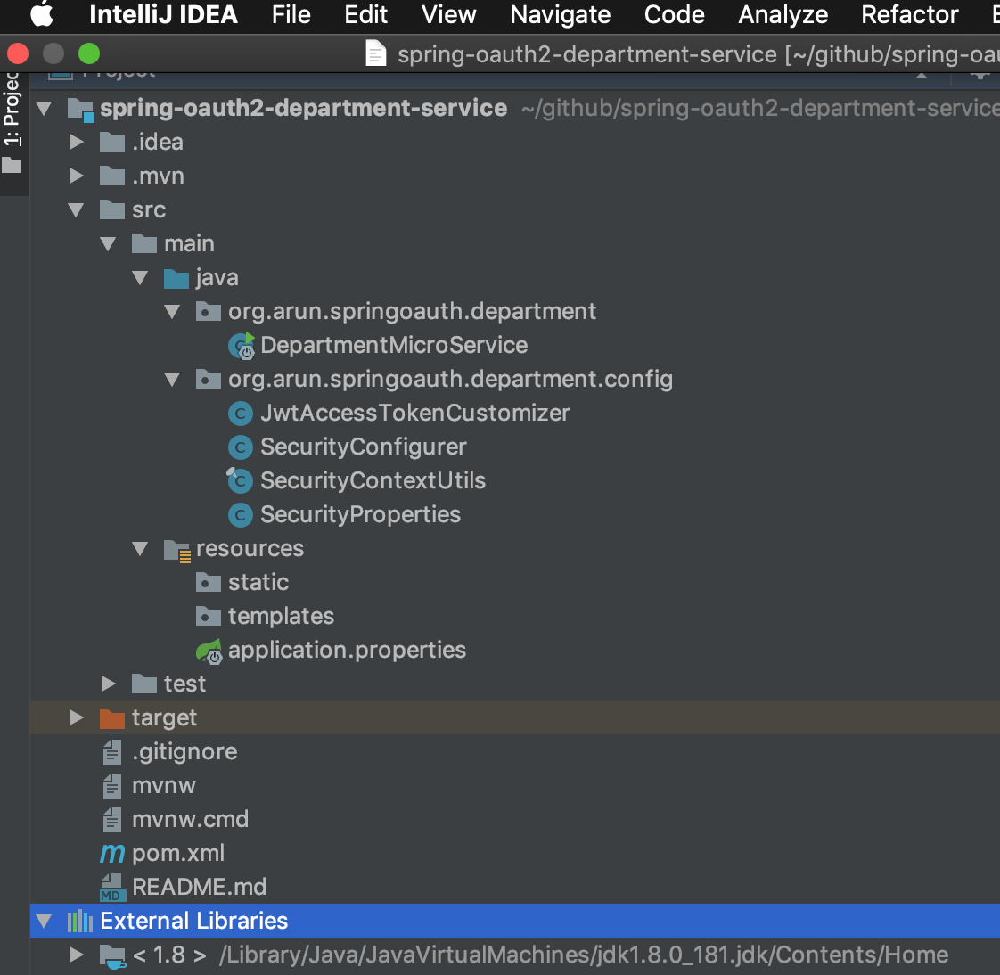 IntelliJ IDEA File Edit View Navigate Code Analyze Refactor
spring-oauth2-department-service [~/github/spring-oau
Project
1: Projec
spring-oauth2-department-service ~/github/spring-oauth2-department-service
.idea
.mvn
src
main
java
org.arun.springoauth.department
DepartmentMicroService
org.arun.springoauth.department.config
C JwtAccessTokenCustomizer
C SecurityConfigurer
C SecurityContextUtils
C SecurityProperties
resources
static
templates
application.properties
test
target
.gitignore
mvnw
mvnw.cmd
m pom.xml
MD README.md
External Libraries
< 1.8 > /Library/Java/JavaVirtualMachines/jdk1.8.0_181.jdk/Contents/Home